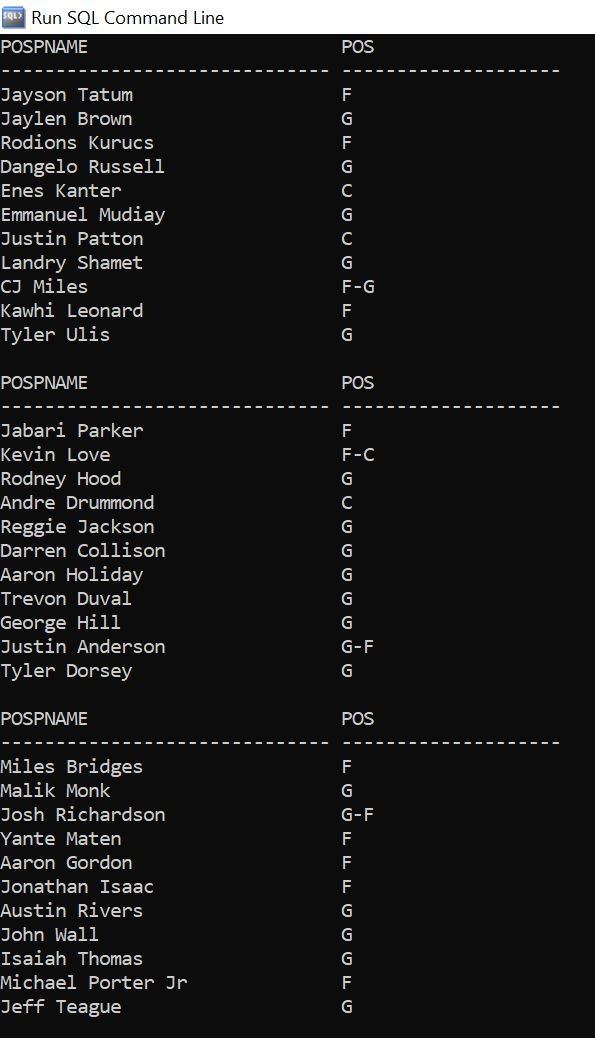 SQL> Run SQL Command Line
POSPNAME POS
------------------------------ --------------------
Jayson Tatum F
Jaylen Brown G
Rodions Kurucs F
Dangelo Russell G
Enes Kanter C
Emmanuel Mudiay G
Justin Patton C
Landry Shamet G
CJ Miles F-G
Kawhi Leonard F
Tyler Ulis G
POSPNAME POS
------------------------------ --------------------
Jabari Parker F
Kevin Love F-C
Rodney Hood G
Andre Drummond C
Reggie Jackson G
Darren Collison G
Aaron Holiday G
Trevon Duval G
George Hill G
Justin Anderson G-F
Tyler Dorsey G
POSPNAME POS
------------------------------ --------------------
Miles Bridges F
Malik Monk G
Josh Richardson G-F
Yante Maten F
Aaron Gordon F
Jonathan Isaac F
Austin Rivers G
John Wall G
Isaiah Thomas G
Michael Porter Jr F
Jeff Teague G